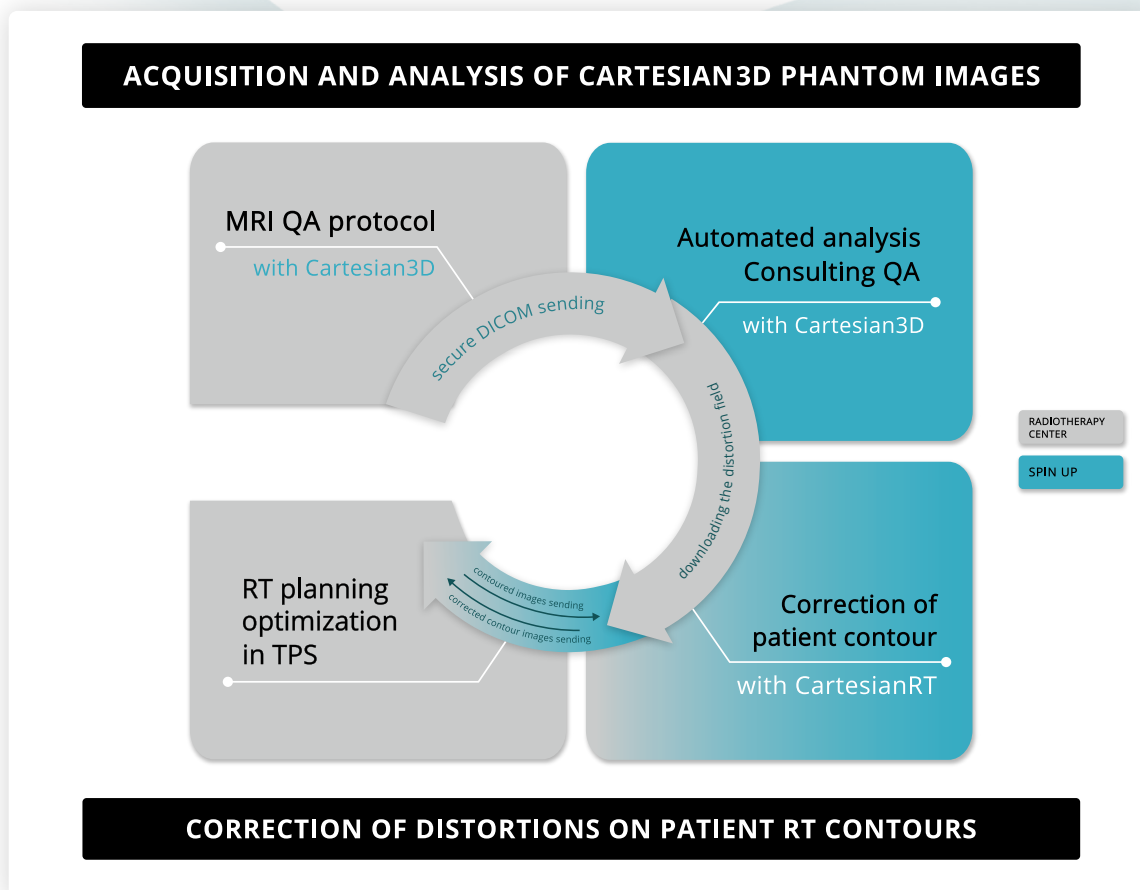 ACQUISITION AND ANALYSIS OF CARTESIAN3D PHANTOM IMAGES
MRI QA protocol
with Cartesian3D
Automated analysis
Consulting QA
with Cartesian3D
secure DICOM sending
downloading the distortion field
RADIOTHERAPY
CENTER
SPIN UP
RT planning
optimization
in TPS
contoured images sending
corrected contour images sending
Correction of
patient contour
with CartesianRT
CORRECTION OF DISTORTIONS ON PATIENT RT CONTOURS